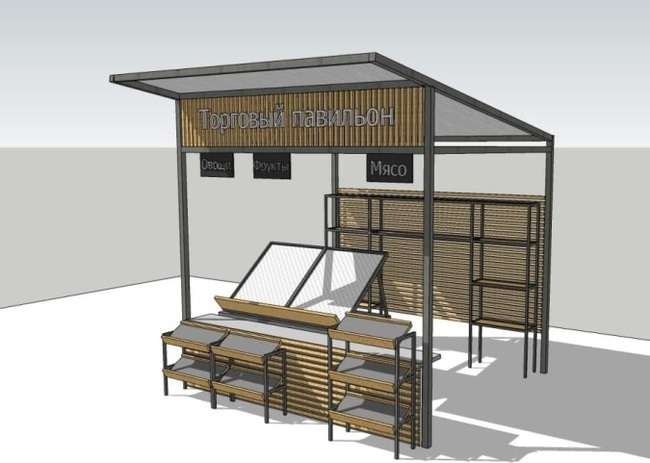 Торговый павильон
Овощи
Фрукты
Мясо